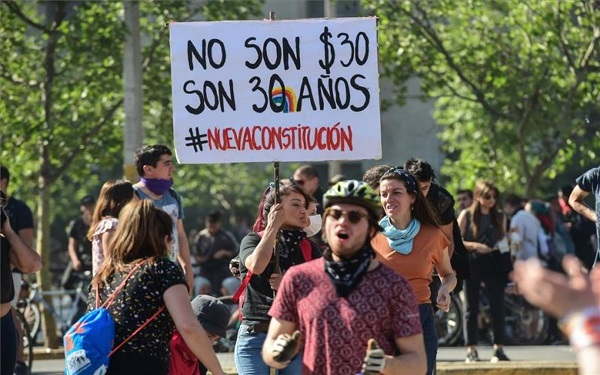 NO SON $30
SON 30 AÑOS
#NUEVACONSTITUCIÓN